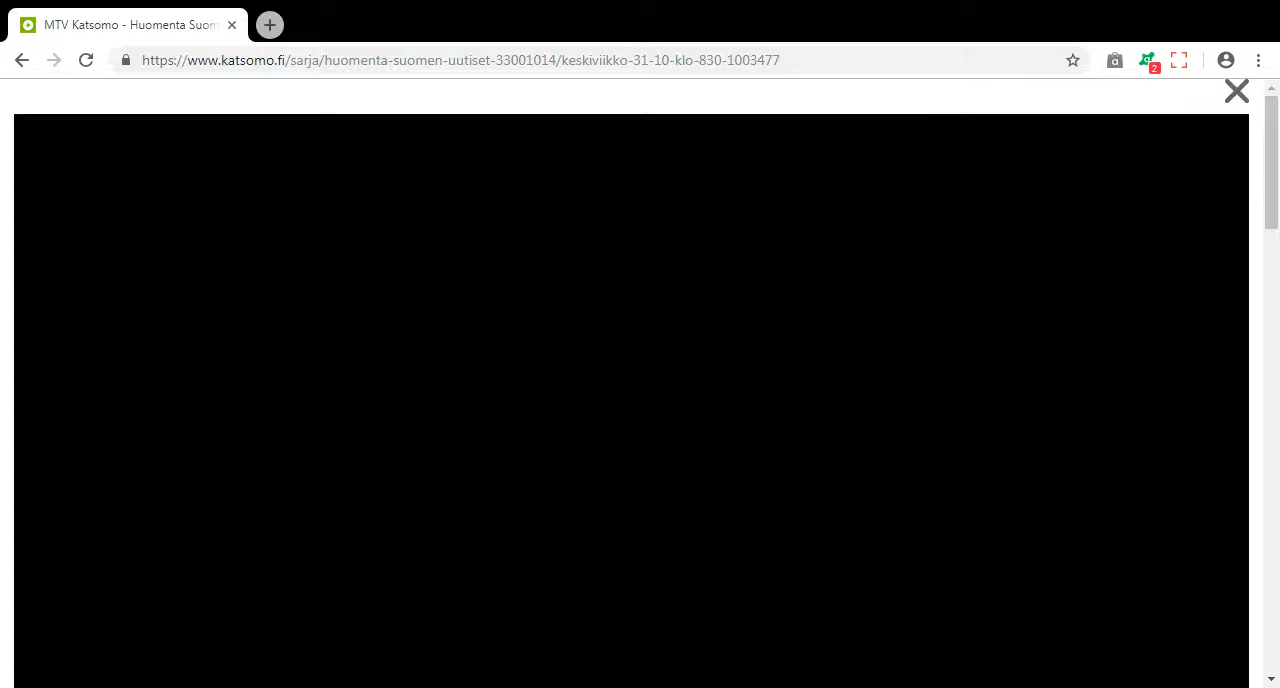 MTV Katsomo - Huomenta Suom
https://www.katsomo.fi/sarja/huomenta-suomen-uutiset-33001014/keskiviikko-31-10-klo-830-1003477
2